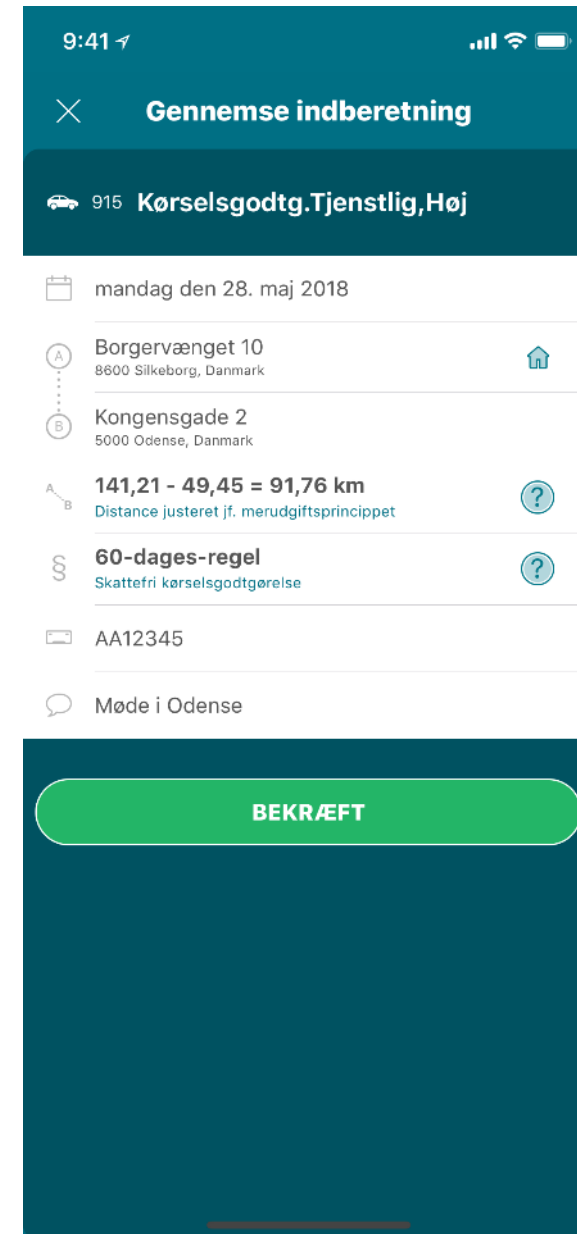 9:41
Gennemse indberetning
915 Kørselsgodtg.Tjenstlig,Høj
mandag den 28. maj 2018
A
Borgervænget 10
8600 Silkeborg, Danmark
B
Kongensgade 2
5000 Odense, Danmark
A B
141,21 - 49,45 = 91,76 km
?
Distance justeret jf. merudgiftsprincippet
§
60-dages-regel
?
Skattefri kørselsgodtgørelse
AA12345
Møde i Odense
BEKRÆFT